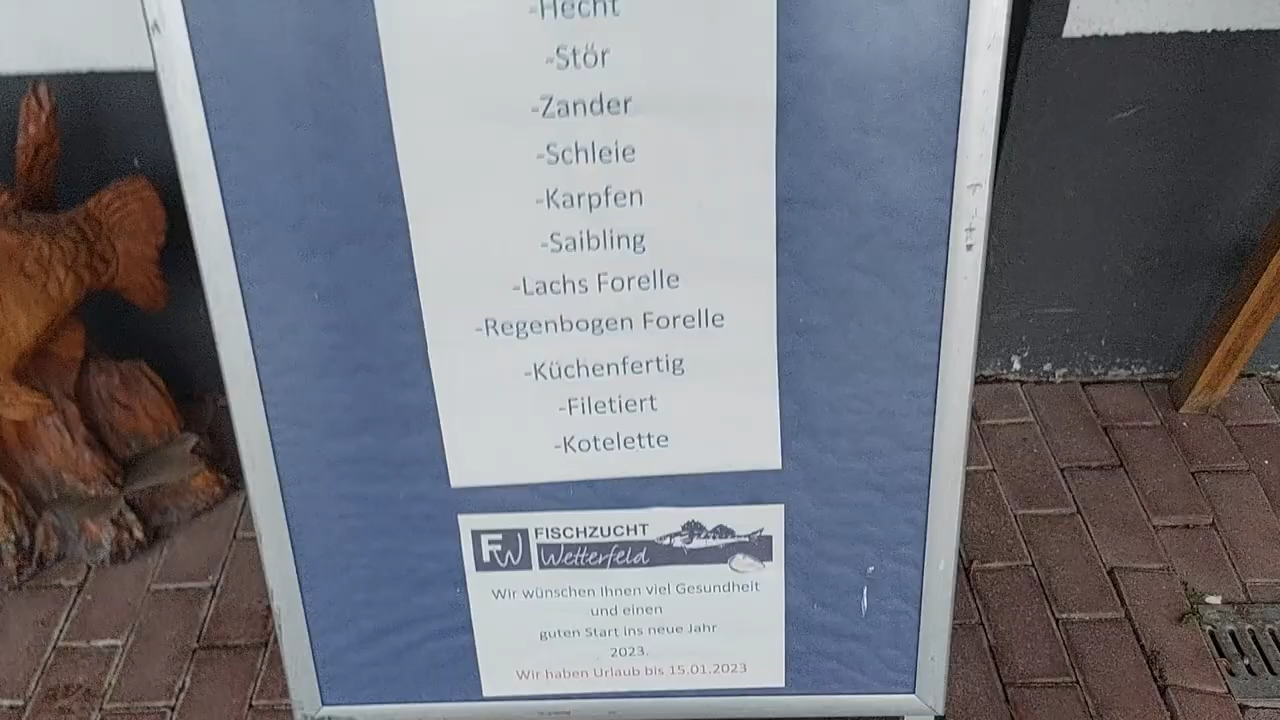 -Hecht
-Stör
-Zander
-Schleie
-Karpfen
-Saibling
-Lachs Forelle
-Regenbogen Forelle
-Küchenfertig
-Filetiert
-Kotelette
FW
FISCHZUCHT
Wetterfeld
Wir wünschen Ihnen viel Gesundheit
und einen
guten Start ins neue Jahr
2023.
Wir haben Urlaub bis 15.01.2023